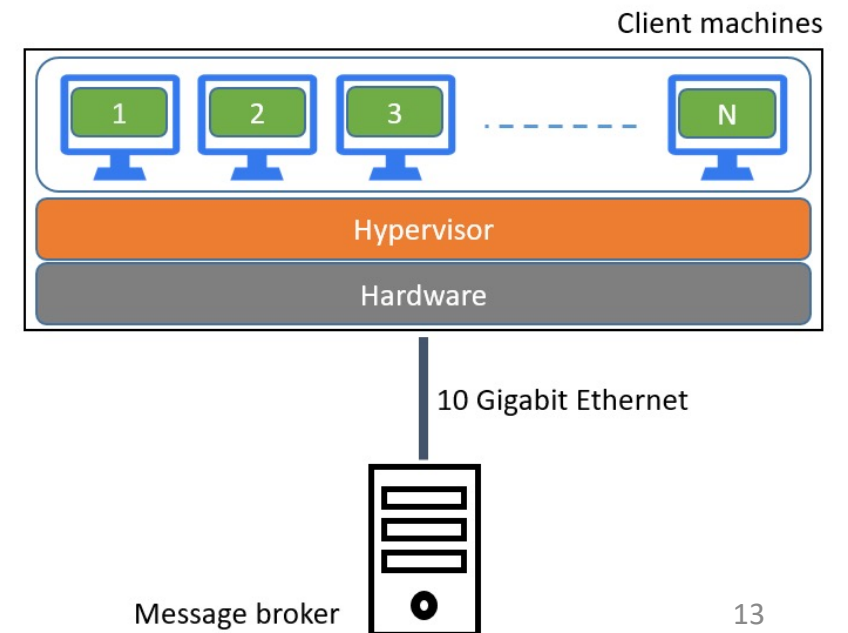 Client machines
1 2 3 N
Hypervisor
Hardware
10 Gigabit Ethernet
Message broker
13